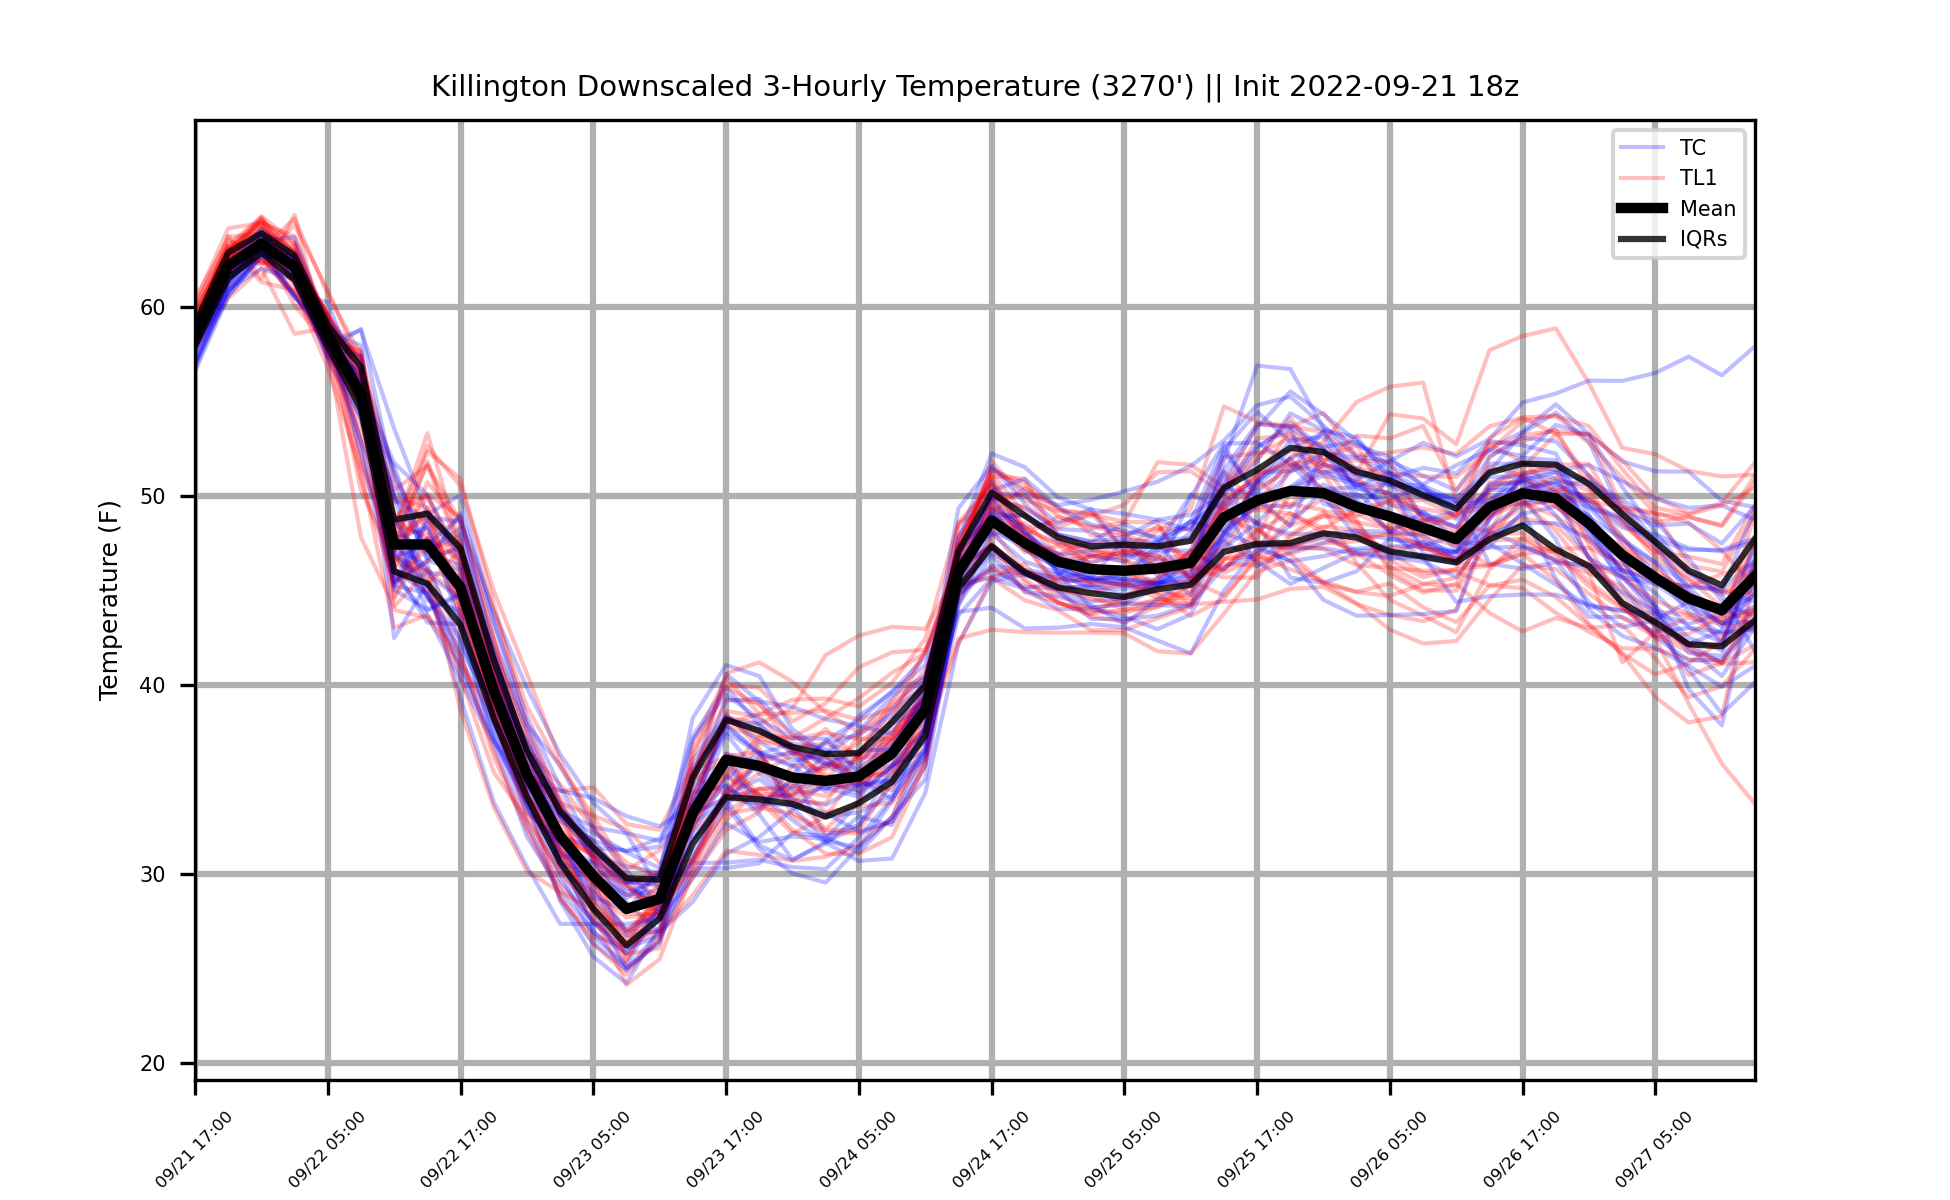 Killington Downscaled 3-Hourly Temperature (3270') || Init 2022-09-21 18z
TC
TL1
Mean
IQRs
Temperature (F)
60
50
40
30
20
09/21 17:00
09/22 05:00
09/22 17:00
09/23 05:00
09/23 17:00
09/24 05:00
09/24 17:00
09/25 05:00
09/25 17:00
09/26 05:00
09/26 17:00
09/27 05:00